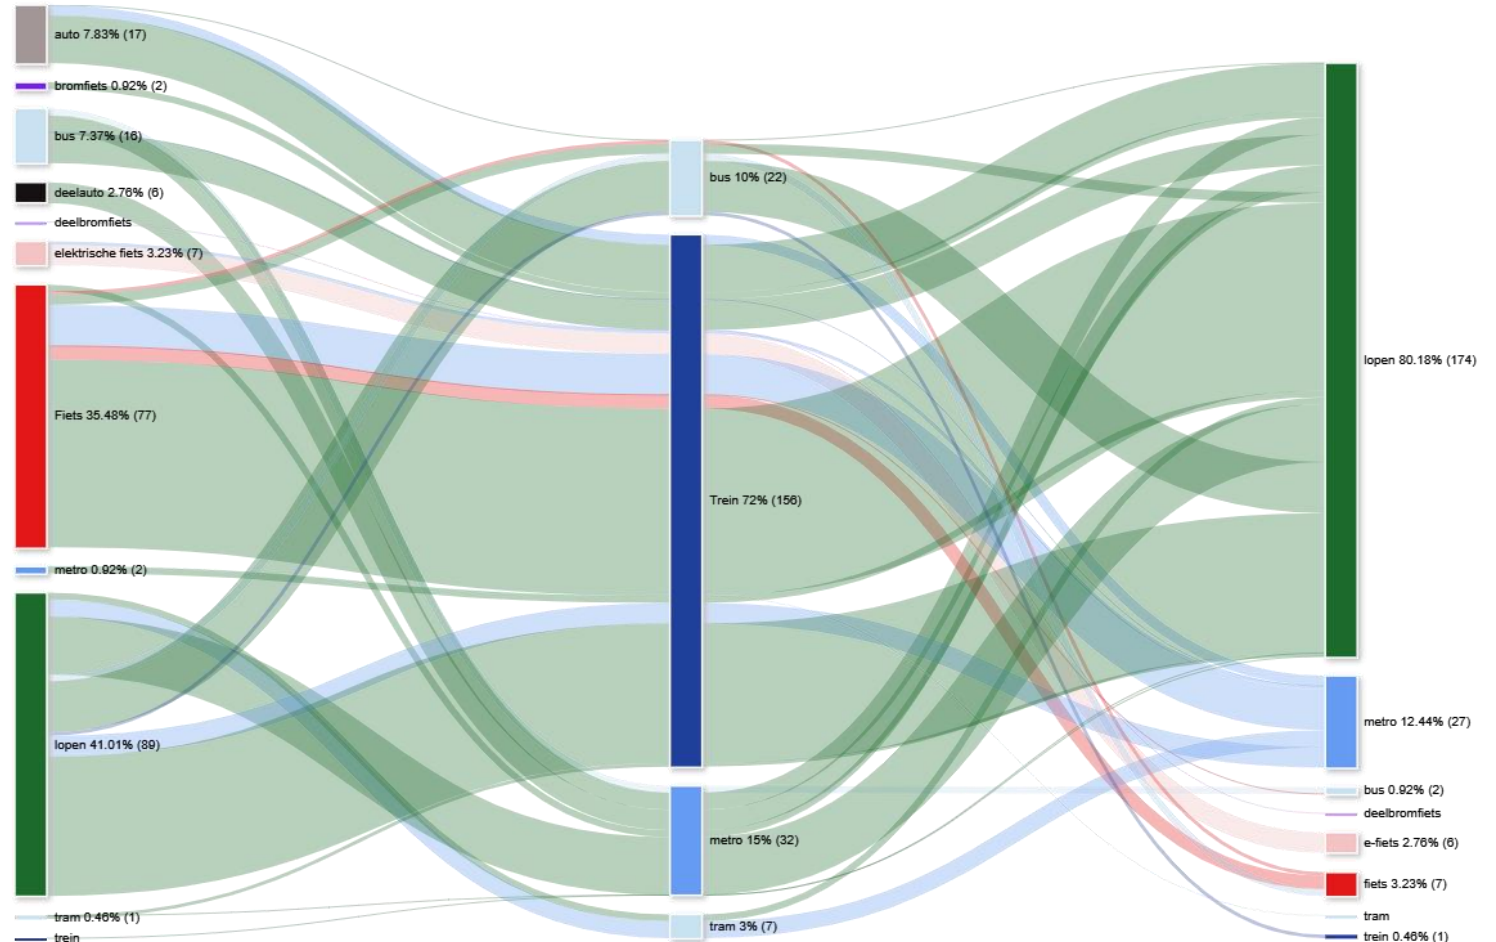 auto 7.83% (17)
bromfiets 0.92% (2)
bus 7.37% (16)
deelauto 2.76% (6)
deelbromfiets
elektrische fiets 3.23% (7)
Fiets 35.48% (77)
metro 0.92% (2)
lopen 41.01% (89)
tram 0.46% (1)
trein
bus 10% (22)
Trein 72% (156)
metro 15% (32)
tram 3% (7)
lopen 80.18% (174)
metro 12.44% (27)
bus 0.92% (2)
deelbromfiets
e-fiets 2.76% (6)
fiets 3.23% (7)
tram
trein 0.46% (1)